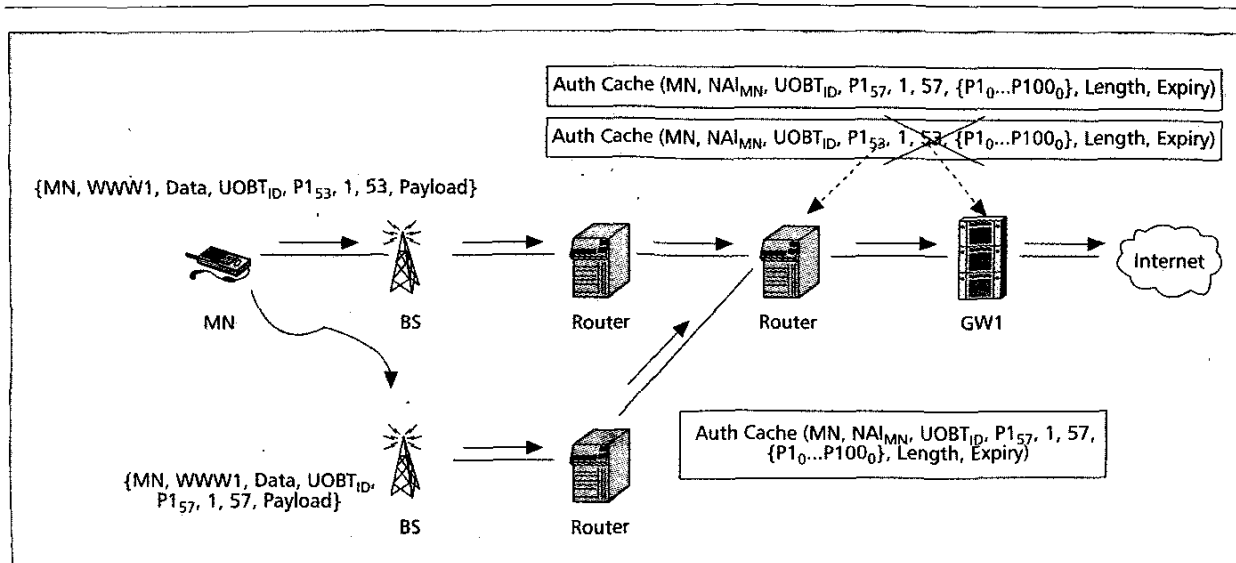 Auth Cache (MN, NAI_MN, UOBT_ID, P1_57, 1, 57, {P1_0...P100_0}, Length, Expiry)
Auth Cache (MN, NAI_MN, UOBT_ID, P1_53, 1, 53, {P1_0...P100_0}, Length, Expiry)
{MN, WWW1, Data, UOBT_ID, P1_53, 1, 53, Payload}
Internet
MN
BS
Router
Router
GW1
Auth Cache (MN, NAI_MN, UOBT_ID, P1_57, 1, 57,
{P1_0...P100_0}, Length, Expiry)
{MN, WWW1, Data, UOBT_ID,
P1_57, 1, 57, Payload}
BS
Router